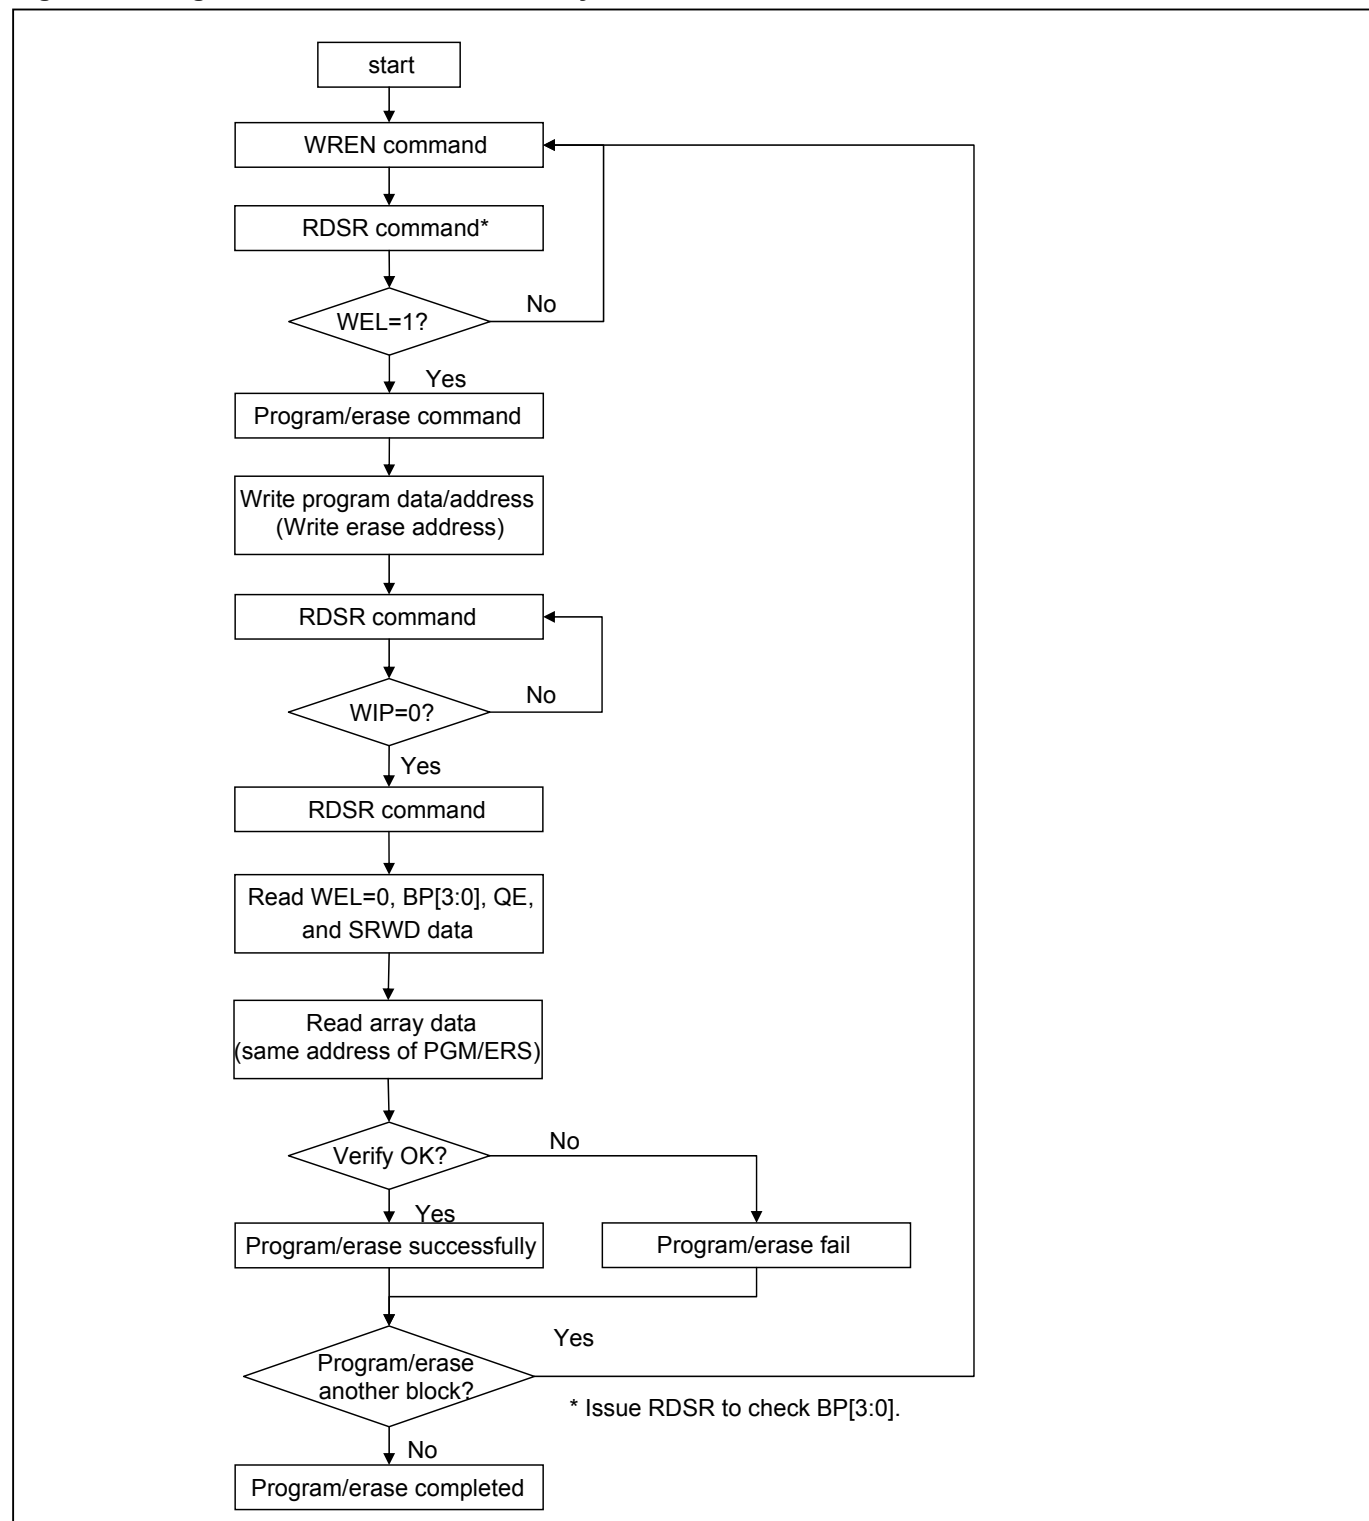 start
WREN command
RDSR command*
No
WEL=1?
Yes
Program/erase command
Write program data/address
(Write erase address)
RDSR command
No
WIP=0?
Yes
RDSR command
Read WEL=0, BP[3:0], QE,
and SRWD data
Read array data
(same address of PGM/ERS)
No
Verify OK?
Yes
Program/erase successfully
Program/erase fail
Yes
Program/erase
another block?
* Issue RDSR to check BP[3:0].
No
Program/erase completed